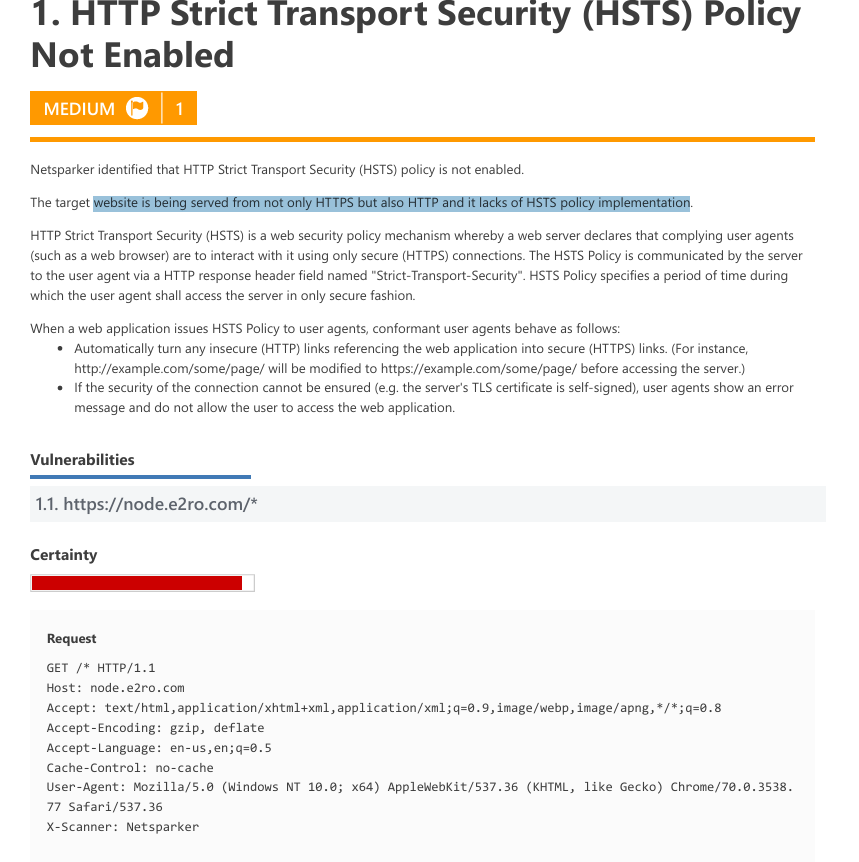 1. HTTP Strict Transport Security (HSTS) Policy
Not Enabled
MEDIUM 1
Netsparker identified that HTTP Strict Transport Security (HSTS) policy is not enabled.
The target website is being served from not only HTTPS but also HTTP and it lacks of HSTS policy implementation.
HTTP Strict Transport Security (HSTS) is a web security policy mechanism whereby a web server declares that complying user agents
(such as a web browser) are to interact with it using only secure (HTTPS) connections. The HSTS Policy is communicated by the server
to the user agent via a HTTP response header field named "Strict-Transport-Security". HSTS Policy specifies a period of time during
which the user agent shall access the server in only secure fashion.
When a web application issues HSTS Policy to user agents, conformant user agents behave as follows:
• Automatically turn any insecure (HTTP) links referencing the web application into secure (HTTPS) links. (For instance,
http://example.com/some/page/ will be modified to https://example.com/some/page/ before accessing the server.)
• If the security of the connection cannot be ensured (e.g. the server's TLS certificate is self-signed), user agents show an error
message and do not allow the user to access the web application.
Vulnerabilities
1.1. https://node.e2ro.com/*
Certainty
Request
GET /* HTTP/1.1
Host: node.e2ro.com
Accept: text/html,application/xhtml+xml,application/xml;q=0.9,image/webp,image/apng,*/*;q=0.8
Accept-Encoding: gzip, deflate
Accept-Language: en-us,en;q=0.5
Cache-Control: no-cache
User-Agent: Mozilla/5.0 (Windows NT 10.0; x64) AppleWebKit/537.36 (KHTML, like Gecko) Chrome/70.0.3538.
77 Safari/537.36
X-Scanner: Netsparker